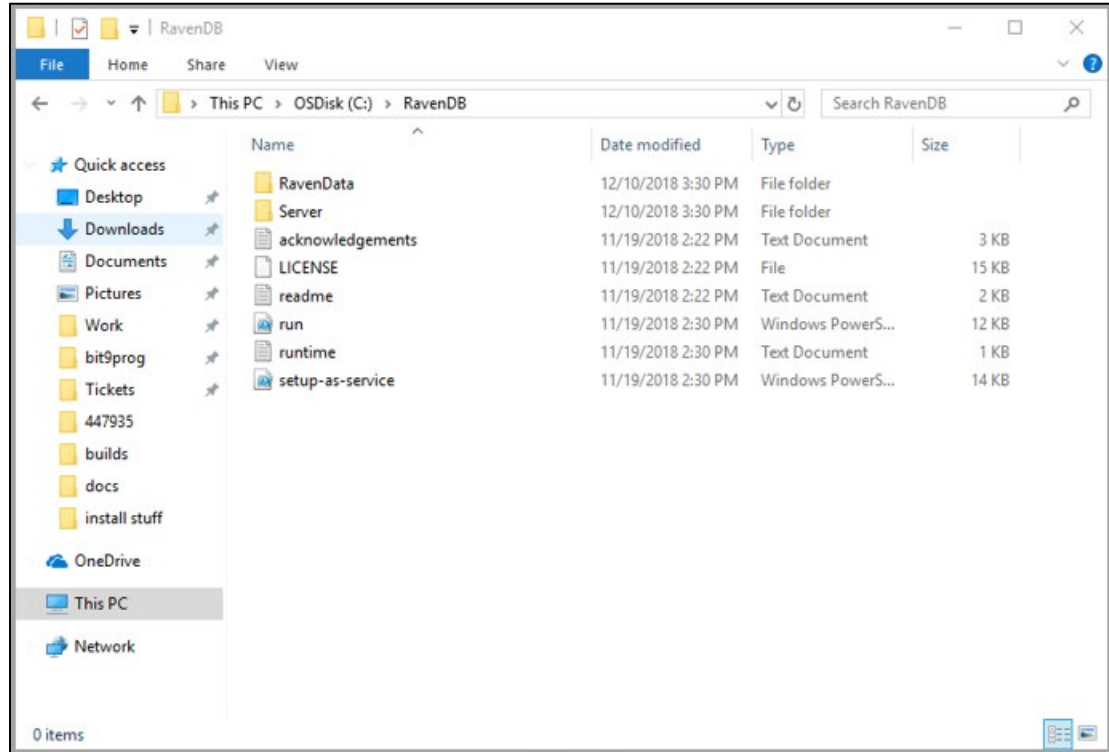 RavenDB
File Home Share View
This PC > OSDisk (C:) > RavenDB Search RavenDB
Name Date modified Type Size
Quick access
Desktop
Downloads
Documents
Pictures
Work
bit9prog
Tickets
447935
builds
docs
install stuff
OneDrive
This PC
Network
RavenData 12/10/2018 3:30 PM File folder
Server 12/10/2018 3:30 PM File folder
acknowledgements 11/19/2018 2:22 PM Text Document 3 KB
LICENSE 11/19/2018 2:22 PM File 15 KB
readme 11/19/2018 2:22 PM Text Document 2 KB
run 11/19/2018 2:30 PM Windows PowerS... 12 KB
runtime 11/19/2018 2:30 PM Text Document 1 KB
setup-as-service 11/19/2018 2:30 PM Windows PowerS... 14 KB
0 items